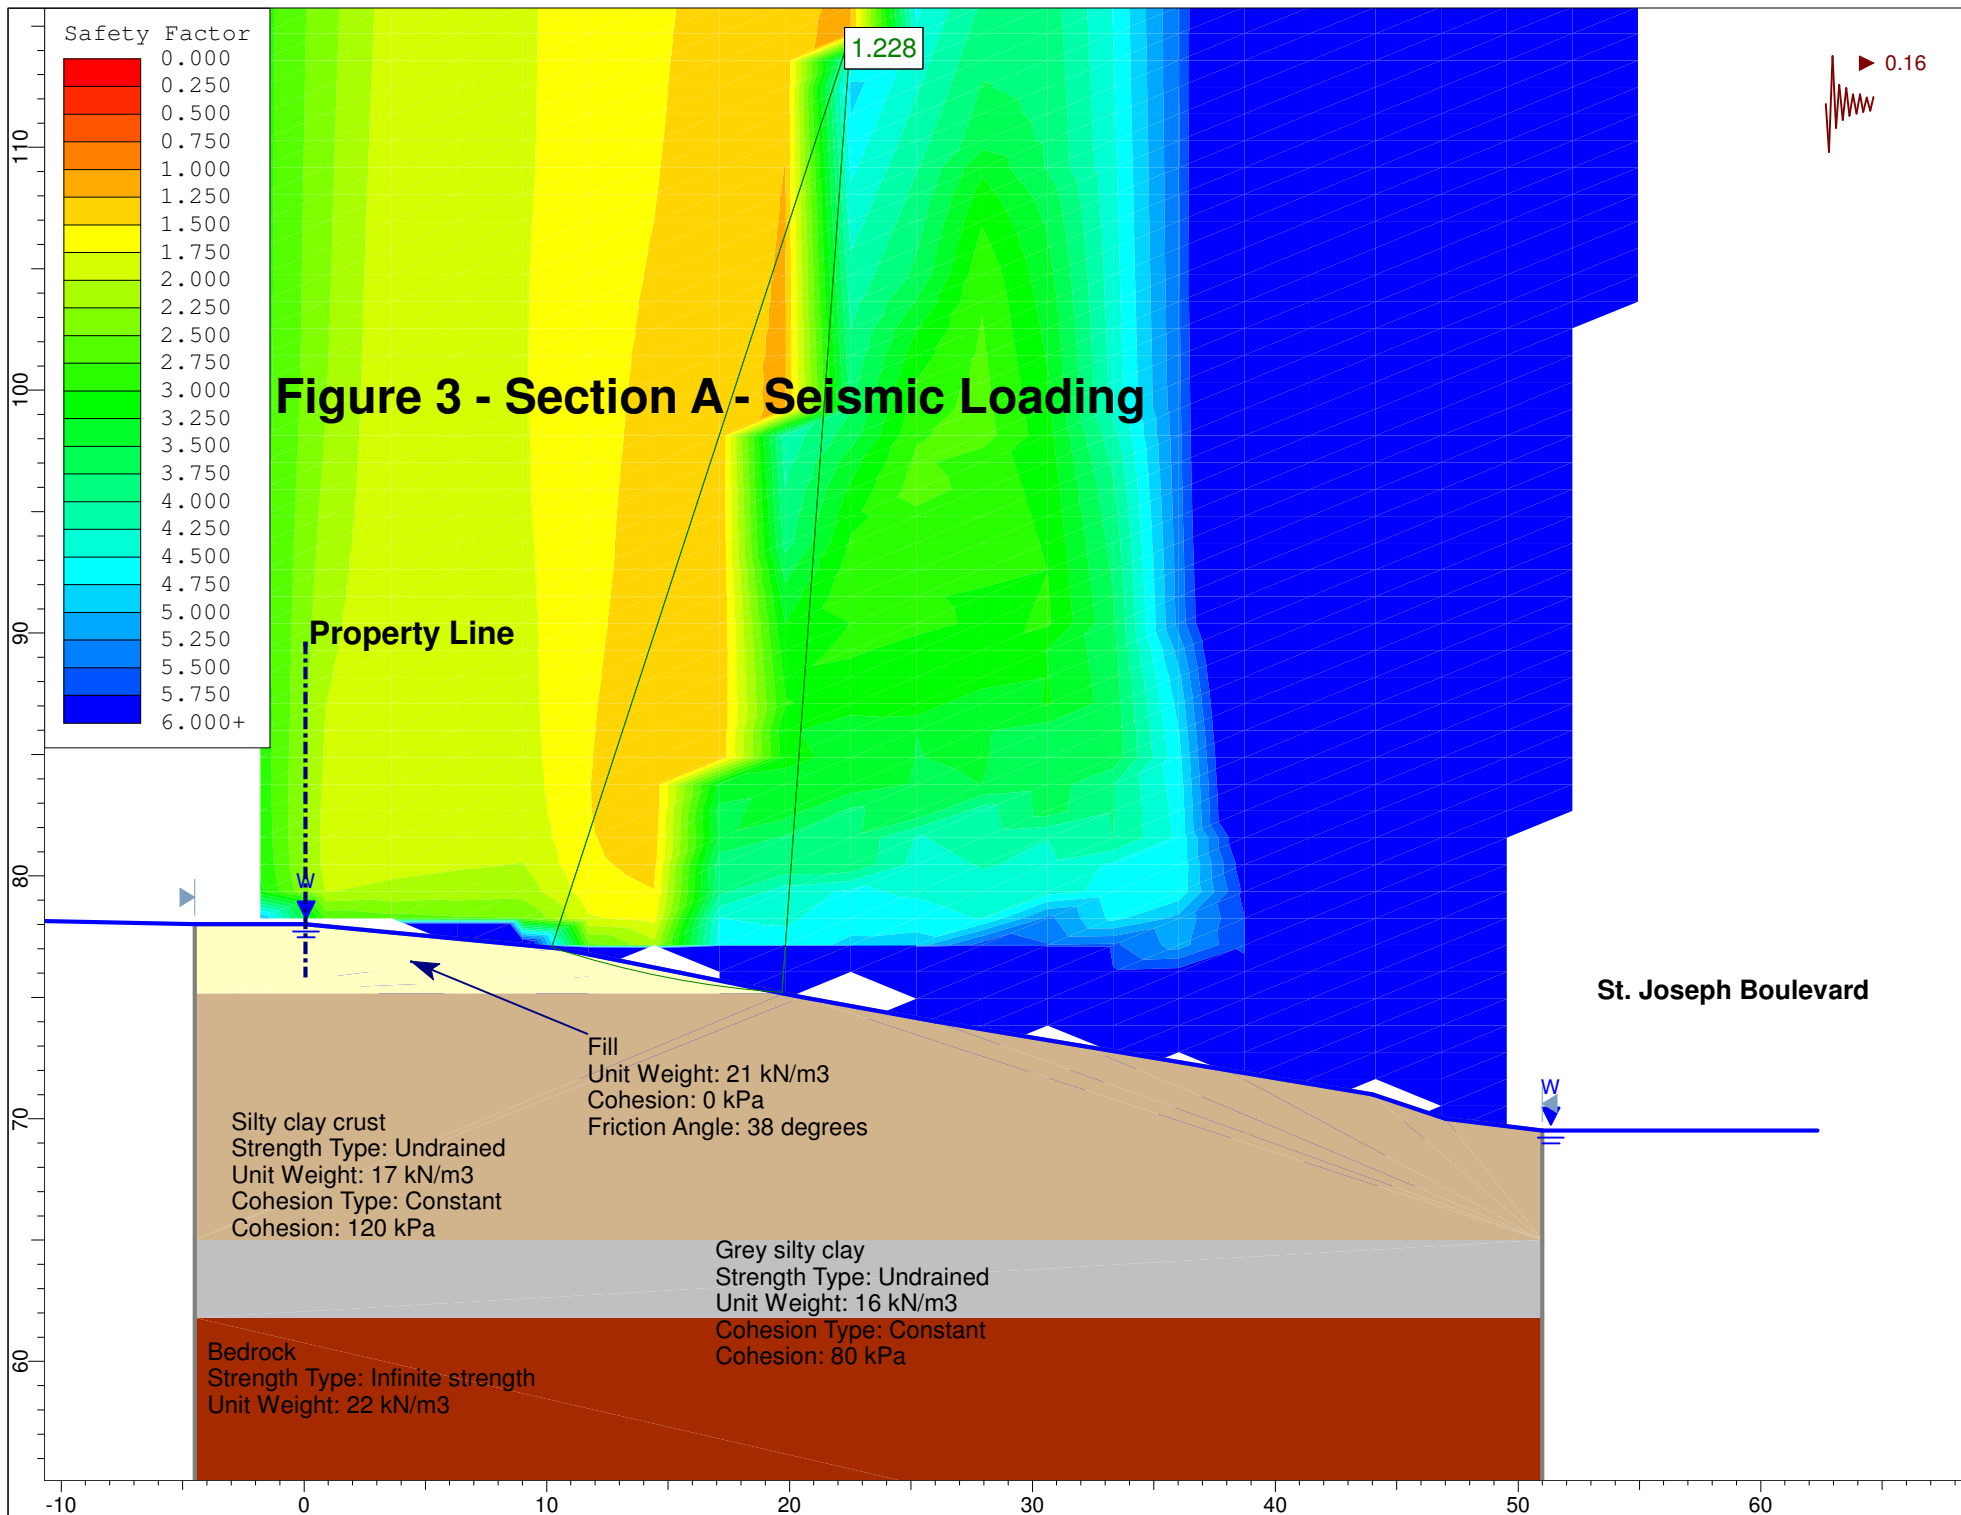 Safety Factor
0.000
0.250
0.500
0.750
1.000
1.250
1.500
1.750
2.000
2.250
2.500
2.750
3.000
3.250
3.500
3.750
4.000
4.250
4.500
4.750
5.000
5.250
5.500
5.750
6.000+
1.228
0.16
Figure 3 - Section A - Seismic Loading
Property Line
W
St. Joseph Boulevard
W
Fill
Unit Weight: 21 kN/m3
Cohesion: 0 kPa
Friction Angle: 38 degrees
Silty clay crust
Strength Type: Undrained
Unit Weight: 17 kN/m3
Cohesion Type: Constant
Cohesion: 120 kPa
Grey silty clay
Strength Type: Undrained
Unit Weight: 16 kN/m3
Cohesion Type: Constant
Cohesion: 80 kPa
Bedrock
Strength Type: Infinite strength
Unit Weight: 22 kN/m3
110
100
90
80
70
60
-10 0 10 20 30 40 50 60